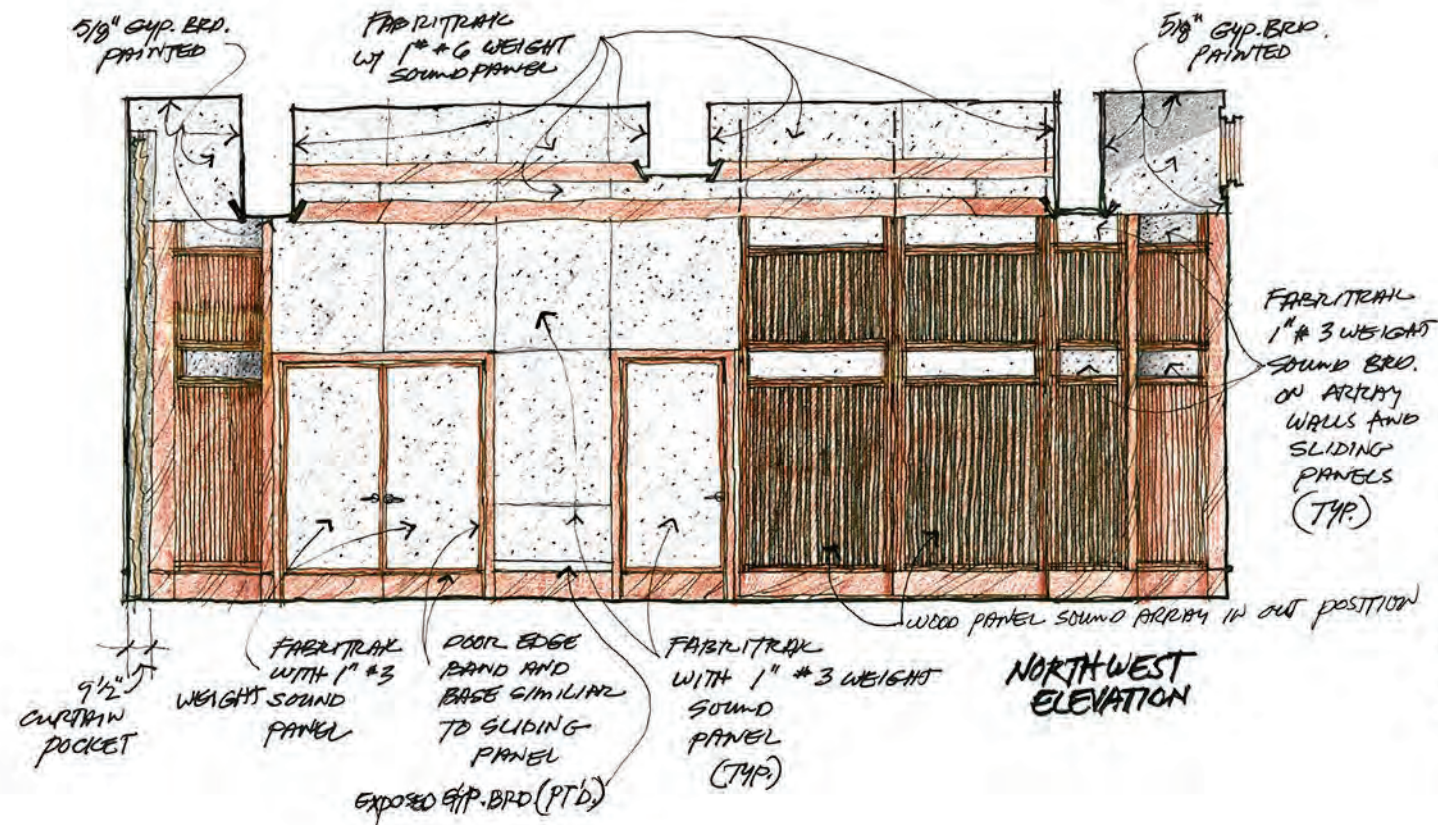 5/8" GYP. BRD.
PAINTED
FABRITRAK
W/ 1" #6 WEIGHT
SOUND PANEL
5/8" GYP. BRD.
PAINTED
FABRITRAK
1" #3 WEIGHT
SOUND BRD.
ON ARRAY
WALLS AND
SLIDING
PANELS
(TYP.)
WOOD PANEL SOUND ARRAY IN OUT POSITION
9 1/2"
CURTAIN
POCKET
FABRITRAK
WITH 1" #3
WEIGHT SOUND
PANEL
DOOR EDGE
BAND AND
BASE SIMILIAR
TO SLIDING
PANEL
EXPOSED GYP. BRD. (PT'D.)
FABRITRAK
WITH 1" #3 WEIGHT
SOUND
PANEL
(TYP.)
NORTHWEST
ELEVATION